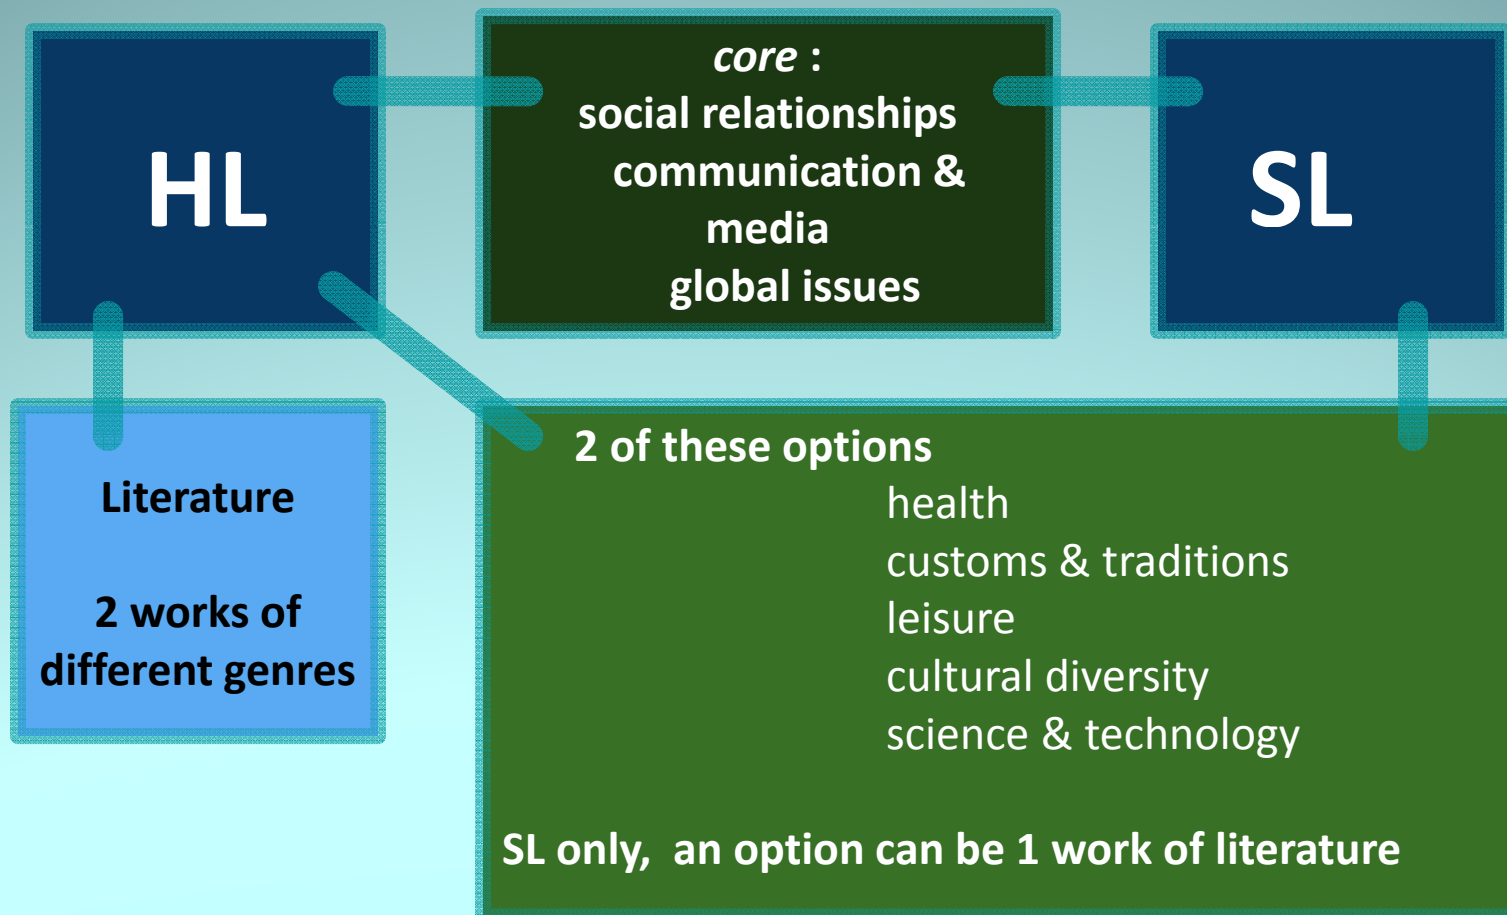 HL
core :
social relationships
communication &
media
global issues
SL
Literature
2 works of
different genres
2 of these options
health
customs & traditions
leisure
cultural diversity
science & technology
SL only, an option can be 1 work of literature